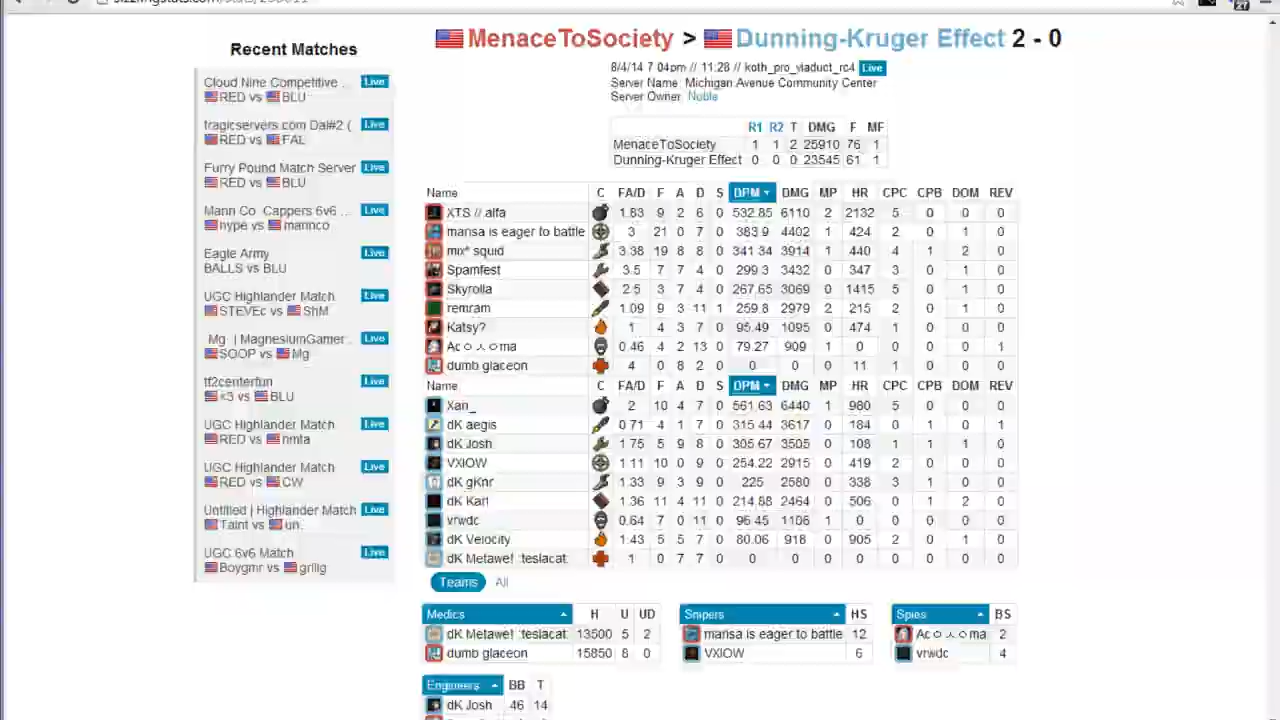 Recent Matches
Cloud Nine Competitive ... Live
RED vs BLU
tragicservers.com Dal#2 ( Live
RED vs FAL
Furry Pound Match Server Live
RED vs BLU
Mann Co Cappers 6v6 ... Live
hype vs mannco
Eagle Army Live
BALLS vs BLU
UGC Highlander Match Live
STEVEc vs ShM
Mg | MagnesiumGamer Live
SOOP vs Mg
tf2centerfun Live
<3 vs BLU
UGC Highlander Match Live
RED vs nmta
UGC Highlander Match Live
RED vs CW
Untitled | Highlander Match Live
Taint vs un.
UGC 6v6 Match Live
Boygmr vs grillg
MenaceToSociety > Dunning-Kruger Effect 2 - 0
8/4/14 7 04pm // 11:28 // koth_pro_viaduct_rc4 Live
Server Name: Michigan Avenue Community Center
Server Owner: Noble
R1 R2 T DMG F MF
MenaceToSociety 1 1 2 25910 76 1
Dunning-Kruger Effect 0 0 0 23545 61 1
Name C FA/D F A D S DPM DMG MP HR CPC CPB DOM REV
XTS // alfa 1.83 9 2 6 0 532.85 6110 2 2132 5 0 0 0
mansa is eager to battle 3 21 0 7 0 383 9 4402 1 424 2 0 1 0
mix^ squid 3.38 19 8 8 0 341 34 3914 1 440 4 1 2 0
Spamfest 3.5 7 7 4 0 299 3 3432 0 347 3 0 1 0
Skyrolla 2 5 3 7 4 0 267.65 3069 0 1415 5 0 0 0
remram 1.09 9 3 11 1 259.8 2979 2 215 2 0 1 0
Katsy? 1 4 3 7 0 95.49 1095 0 474 1 0 0 0
Acㅇㅅㅇma 0.46 4 2 13 0 79.27 909 1 0 0 0 0 1
dumb glaceon 4 0 8 2 0 0 0 0 11 1 0 0 0
Name C FA/D F A D S DPM DMG MP HR CPC CPB DOM REV
Xan_ 2 10 4 7 0 561 63 6440 1 980 5 0 0 0
dK aegis 0 71 4 1 7 0 315 44 3617 0 184 0 1 0 1
dK Josh 1 75 5 9 8 0 305 67 3505 0 108 1 1 1 0
VXIOW 1 11 10 0 9 0 254.22 2915 0 419 2 0 0 0
dK gKnr 1.33 9 3 9 0 225 2580 0 338 3 1 0 0
dK Karl 1.36 11 4 11 0 214.88 2464 0 506 0 1 2 0
vrwdc 0.64 7 0 11 0 96.45 1106 1 0 0 0 0 0
dK Velocity 1.43 5 5 7 0 80.06 918 0 905 2 0 1 0
dK Metawe! :teslacat: 1 0 7 7 0 0 0 0 0 0 0 0 0
Teams All
Medics H U UD
dK Metawe! :teslacat: 13500 5 2
dumb glaceon 15850 8 0
Snipers HS
mansa is eager to battle 12
VXIOW 6
Spies BS
Acㅇㅅㅇma 2
vrwdc 4
Engineers BB T
dK Josh 46 14